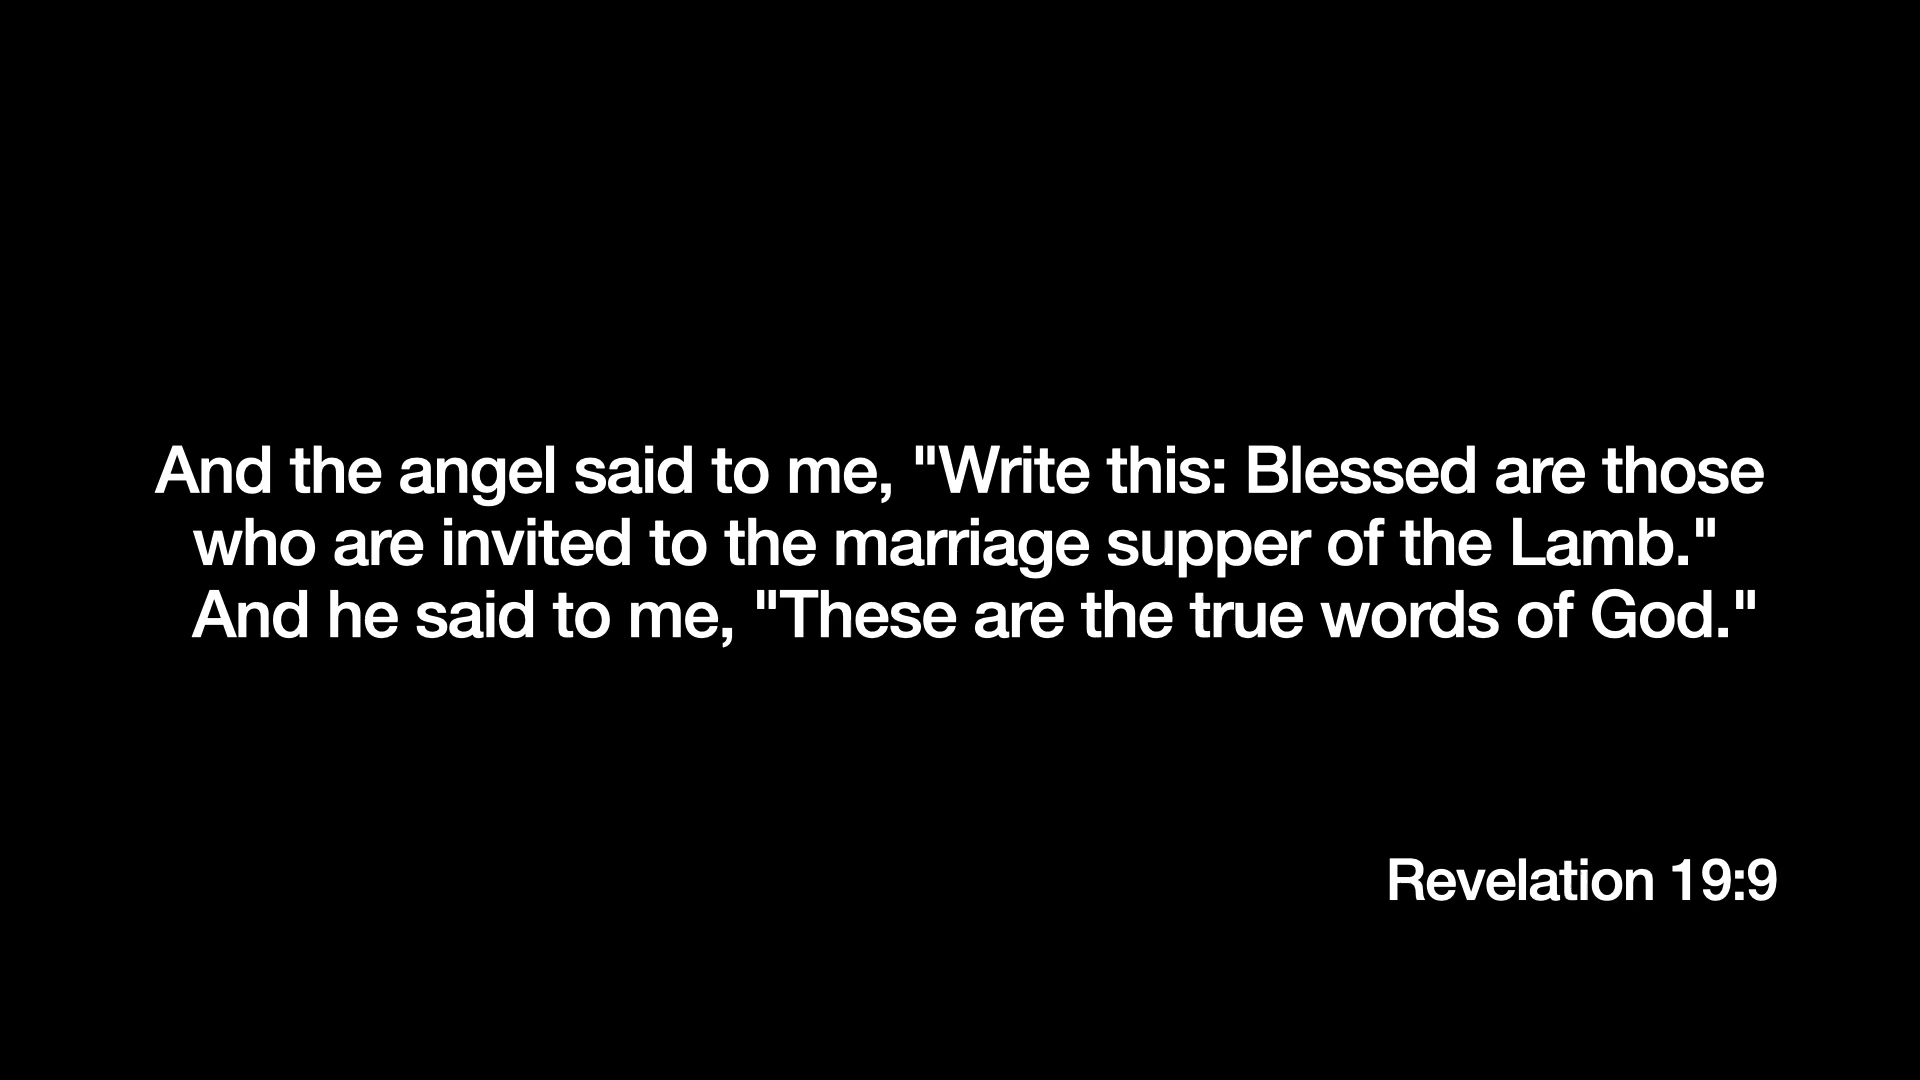 And the angel said to me, "Write this: Blessed are those
who are invited to the marriage supper of the Lamb."
And he said to me, "These are the true words of God."
Revelation 19:9